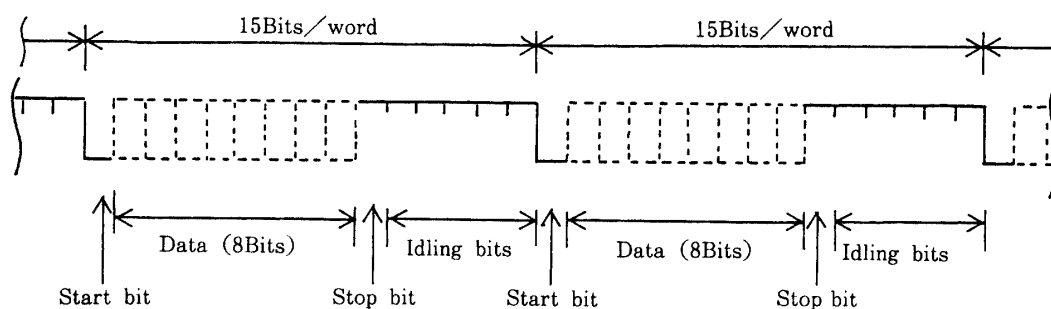 15Bits／word
15Bits／word
Data (8Bits)
Idling bits
Data (8Bits)
Idling bits
Start bit
Stop bit
Start bit
Stop bit